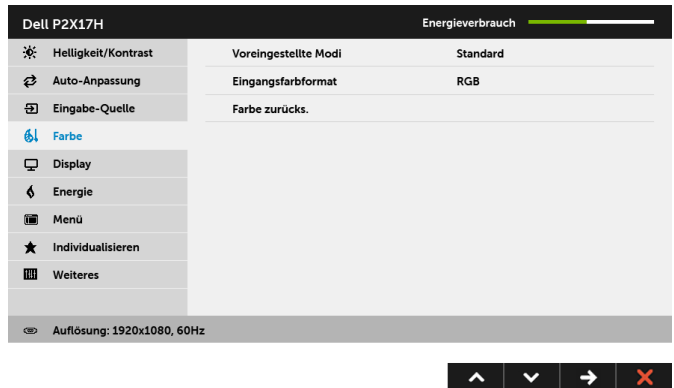 Dell P2X17H
Energieverbrauch
Helligkeit/Kontrast
Voreingestellte Modi
Standard
Auto-Anpassung
Eingangsfarbformat
RGB
Eingabe-Quelle
Farbe zurücks.
Farbe
Display
Energie
Menü
Individualisieren
Weiteres
Auflösung: 1920x1080, 60Hz